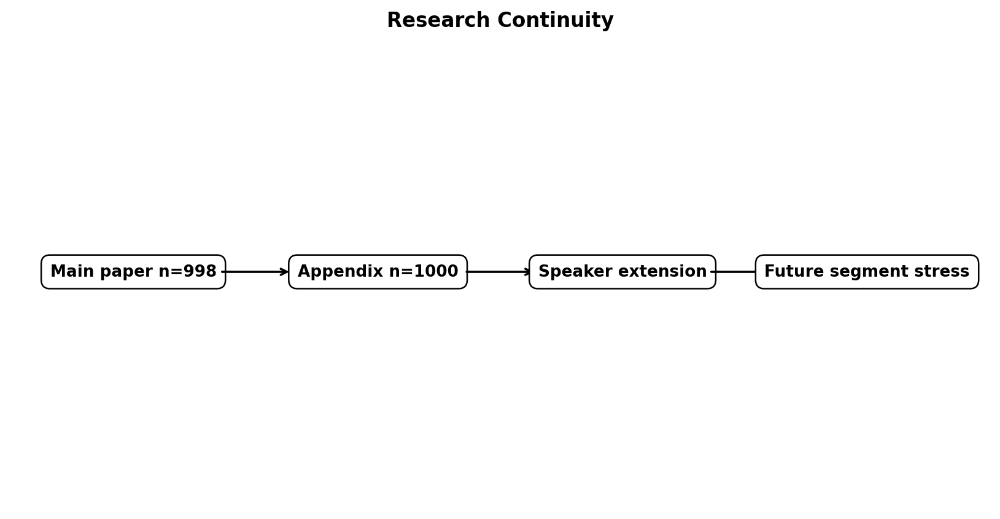 Research Continuity
Main paper n=998
Appendix n=1000
Speaker extension
Future segment stress